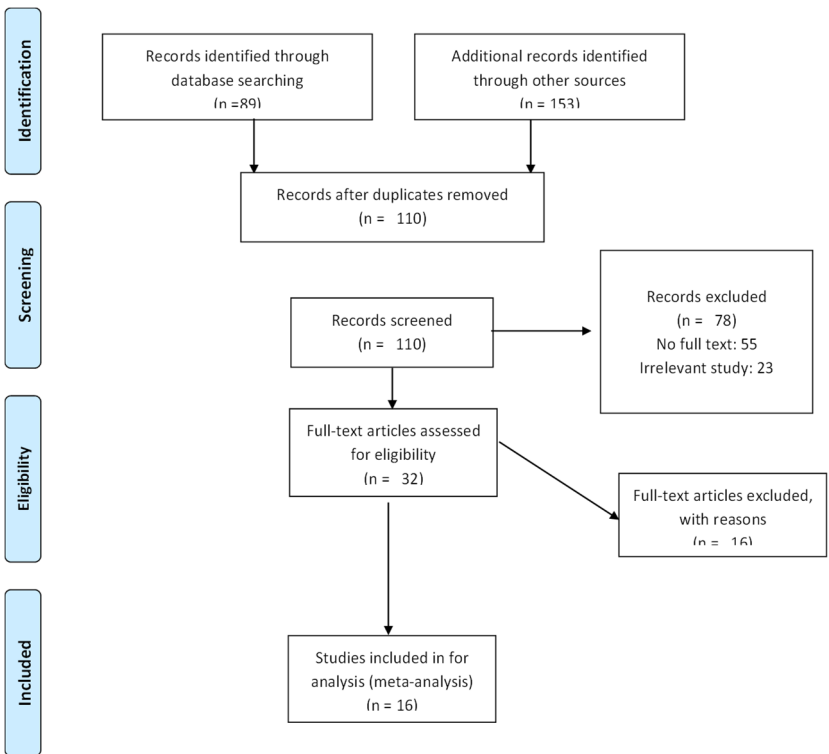 Identification
Records identified through
database searching
(n =89)
Additional records identified
through other sources
(n = 153)
Records after duplicates removed
(n = 110)
Screening
Records screened
(n = 110)
Records excluded
(n = 78)
No full text: 55
Irrelevant study: 23
Eligibility
Full-text articles assessed
for eligibility
(n = 32)
Full-text articles excluded,
with reasons
(n = 16)
Included
Studies included in for
analysis (meta-analysis)
(n = 16)